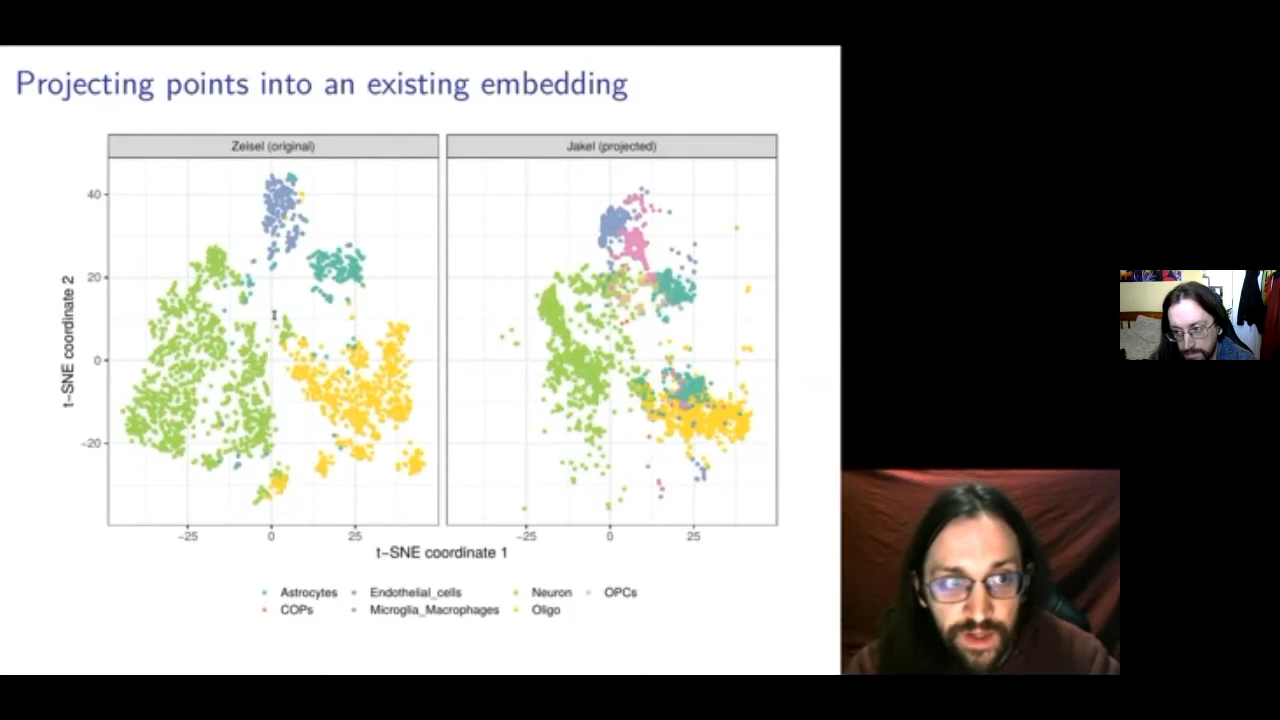 Projecting points into an existing embedding
Zeisel (original)
Jakel (projected)
40
20
0
−20
t−SNE coordinate 2
−25
0
25
−25
0
25
t−SNE coordinate 1
Astrocytes
Endothelial_cells
Neuron
OPCs
COPs
Microglia_Macrophages
Oligo